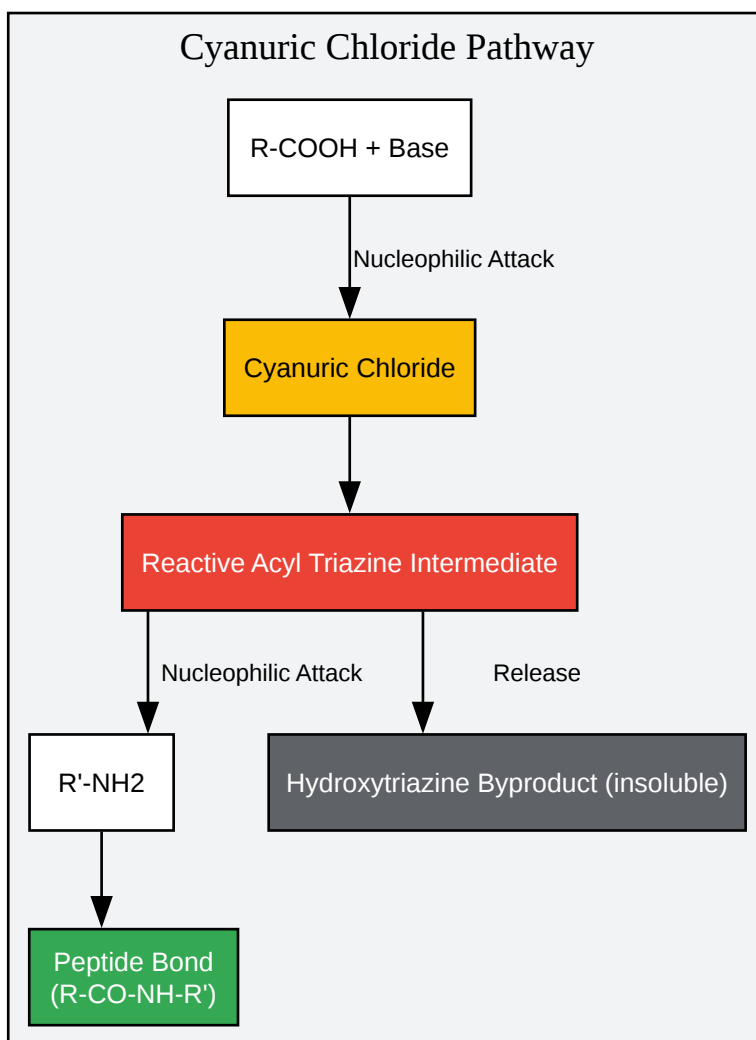 Cyanuric Chloride Pathway
R-COOH + Base
Nucleophilic Attack
Cyanuric Chloride
Reactive Acyl Triazine Intermediate
Nucleophilic Attack
Release
R'-NH2
Hydroxytriazine Byproduct (insoluble)
Peptide Bond
(R-CO-NH-R')